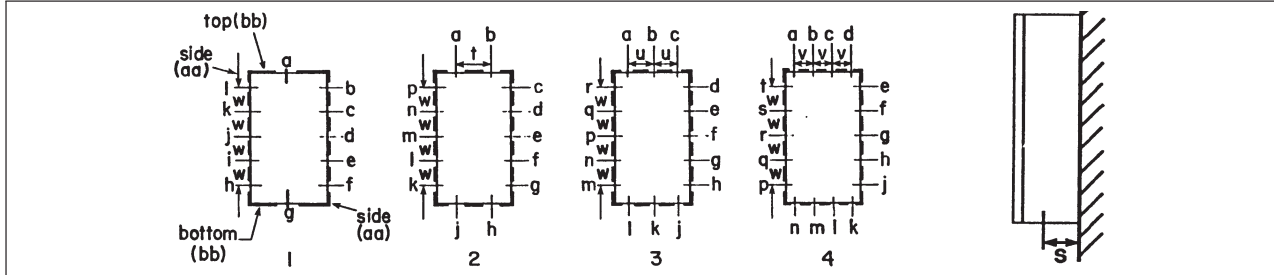 top(bb)
side
(aa)
a
l
w
k
w
j
w
i
w
h
b
c
d
e
f
g
bottom
(bb)
side
(aa)
1
a b
t
p
w
n
w
m
w
l
w
k
c
d
e
f
g
j h
2
a b c
u u
r
w
q
w
p
w
n
w
m
d
e
f
g
h
l k j
3
a b c d
v v v
t
w
s
w
r
w
q
w
p
e
f
g
h
j
n m l k
4
s